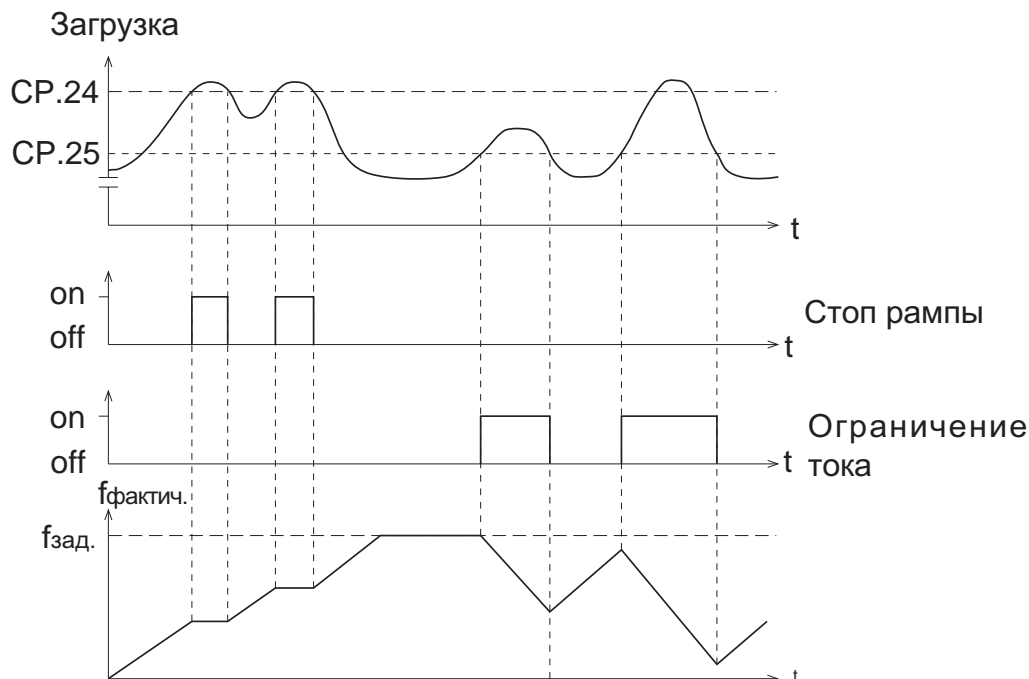 Загрузка
CP.24
CP.25
t
on
off
t
Стоп рампы
on
off
t
Ограничение
тока
fфактич.
fзад.
t